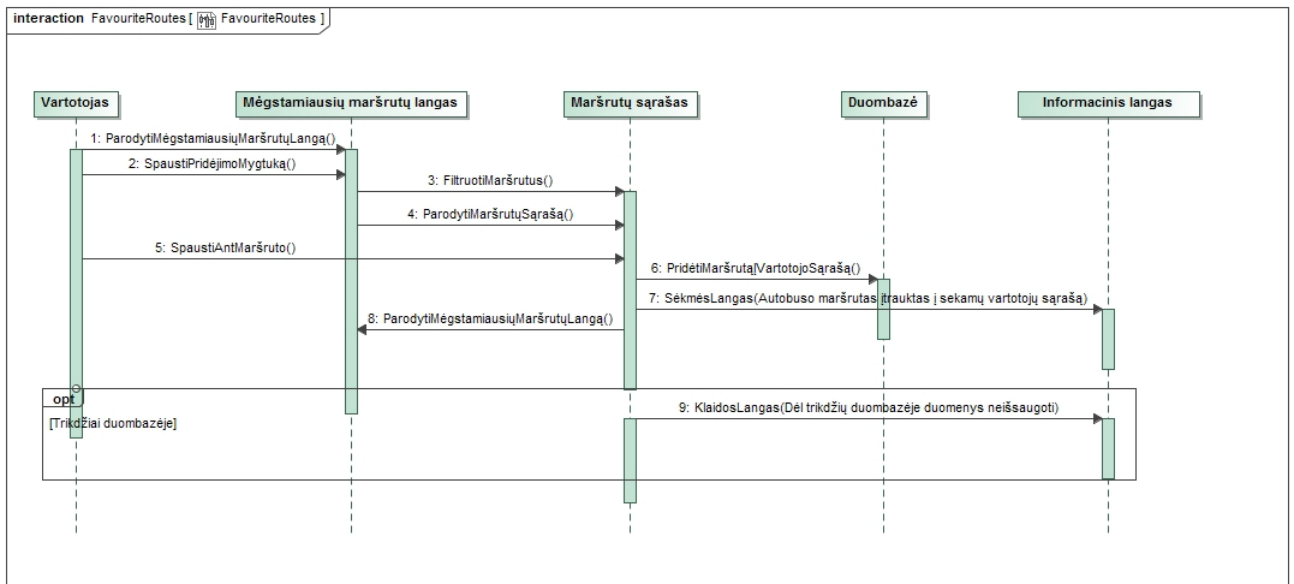 interaction FavouriteRoutes [ FavouriteRoutes ]
Vartotojas
Mėgstamiausių maršrutų langas
Maršrutų sąrašas
Duombazė
Informacinis langas
1: ParodytiMėgstamiausiųMaršrutųLangą()
2: SpaustiPridėjimoMygtuką()
3: FiltruotiMaršrutus()
4: ParodytiMaršrutųSąrašą()
5: SpaustiAntMaršruto()
6: PridėtiMaršrutąĮVartotojoSąrašą()
7: SėkmėsLangas(Autobuso maršrutas įtrauktas į sekamų vartotojų sąrašą)
8: ParodytiMėgstamiausiųMaršrutųLangą()
opt
[Trikdžiai duombazėje]
9: KlaidosLangas(Dėl trikdžių duombazėje duomenys neišsaugoti)